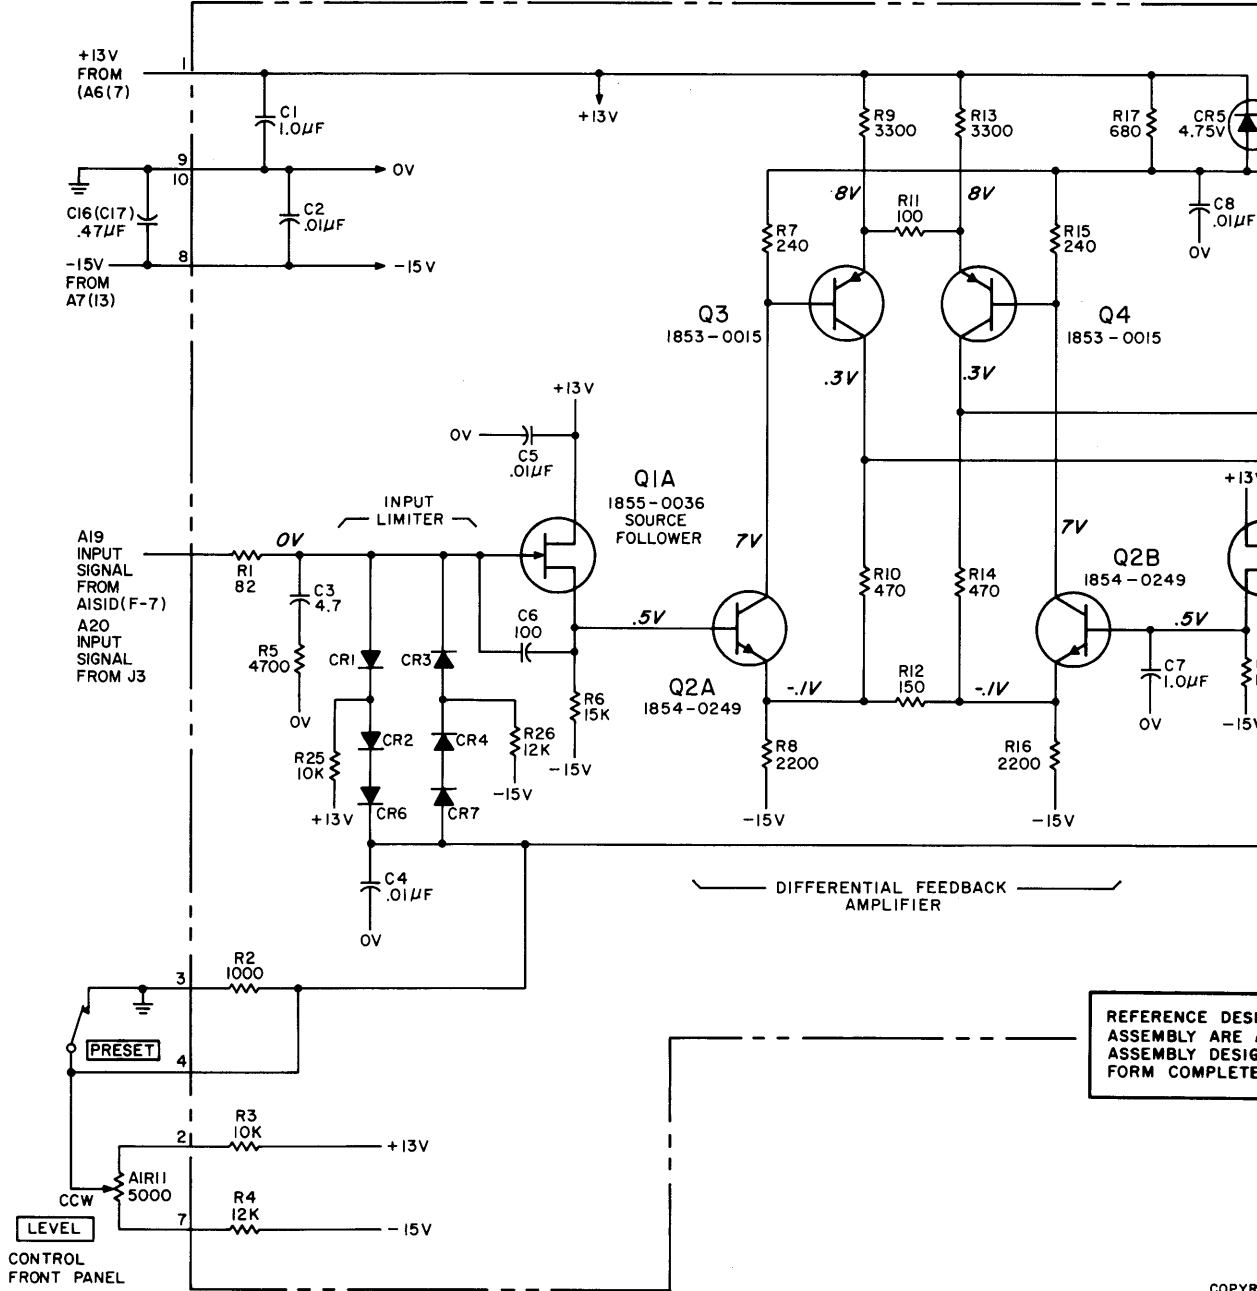 +13V
FROM
(A6(7)
1
C1
1.0µF
+13V
R9
3300
R13
3300
R17
680
CR5
4.75V
9
10
0V
C16(C17)
.47µF
C2
.01µF
-15V
FROM
A7(13)
8
-15V
8V
R11
100
8V
R7
240
R15
240
C8
.01µF
0V
Q3
1853-0015
Q4
1853-0015
.3V
.3V
+13V
0V
C5
.01µF
Q1A
1855-0036
SOURCE
FOLLOWER
INPUT
LIMITER
+13V
A19
INPUT
SIGNAL
FROM
A1S1D(F-7)
A20
INPUT
SIGNAL
FROM J3
R1
82
0V
C3
4.7
R5
4700
0V
CR1
CR3
C6
100
.5V
7V
R10
470
R14
470
7V
Q2B
1854-0249
.5V
Q2A
1854-0249
-.1V
R12
150
-.1V
C7
1.0µF
0V
-15V
R6
15K
-15V
R25
10K
+13V
CR2
CR4
R26
12K
-15V
CR6
CR7
R8
2200
-15V
R16
2200
-15V
C4
.01µF
0V
DIFFERENTIAL FEEDBACK
AMPLIFIER
3
R2
1000
PRESET
4
REFERENCE DESI
ASSEMBLY ARE A
ASSEMBLY DESIG
FORM COMPLETE
2
R3
10K
+13V
A1R11
5000
CCW
7
R4
12K
-15V
LEVEL
CONTROL
FRONT PANEL
COPYR